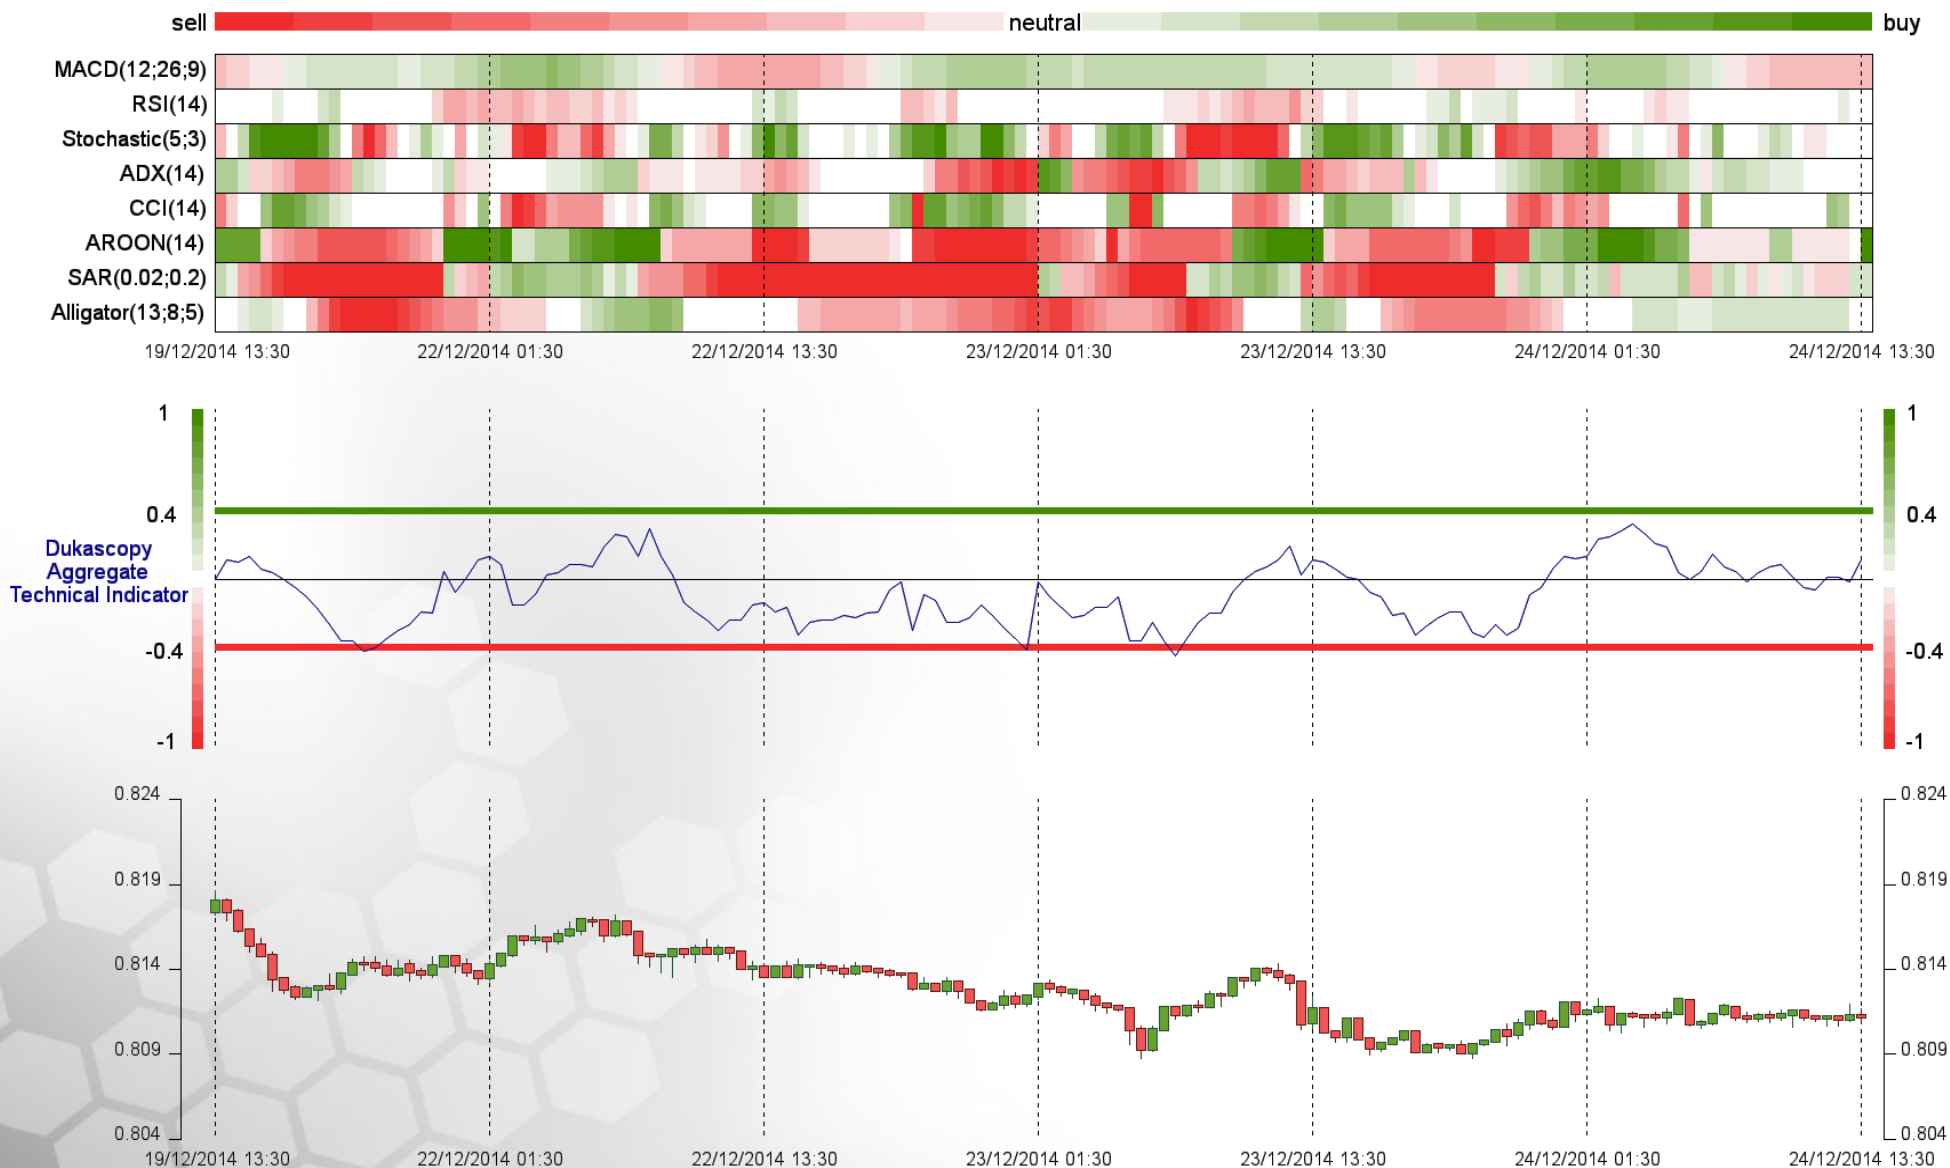 sell neutral buy
MACD(12;26;9)
RSI(14)
Stochastic(5;3)
ADX(14)
CCI(14)
AROON(14)
SAR(0.02;0.2)
Alligator(13;8;5)
19/12/2014 13:30 22/12/2014 01:30 22/12/2014 13:30 23/12/2014 01:30 23/12/2014 13:30 24/12/2014 01:30 24/12/2014 13:30
1 1
0.4 0.4
Dukascopy
Aggregate
Technical Indicator
-0.4 -0.4
-1 -1
0.824 0.824
0.819 0.819
0.814 0.814
0.809 0.809
0.804 0.804
19/12/2014 13:30 22/12/2014 01:30 22/12/2014 13:30 23/12/2014 01:30 23/12/2014 13:30 24/12/2014 01:30 24/12/2014 13:30